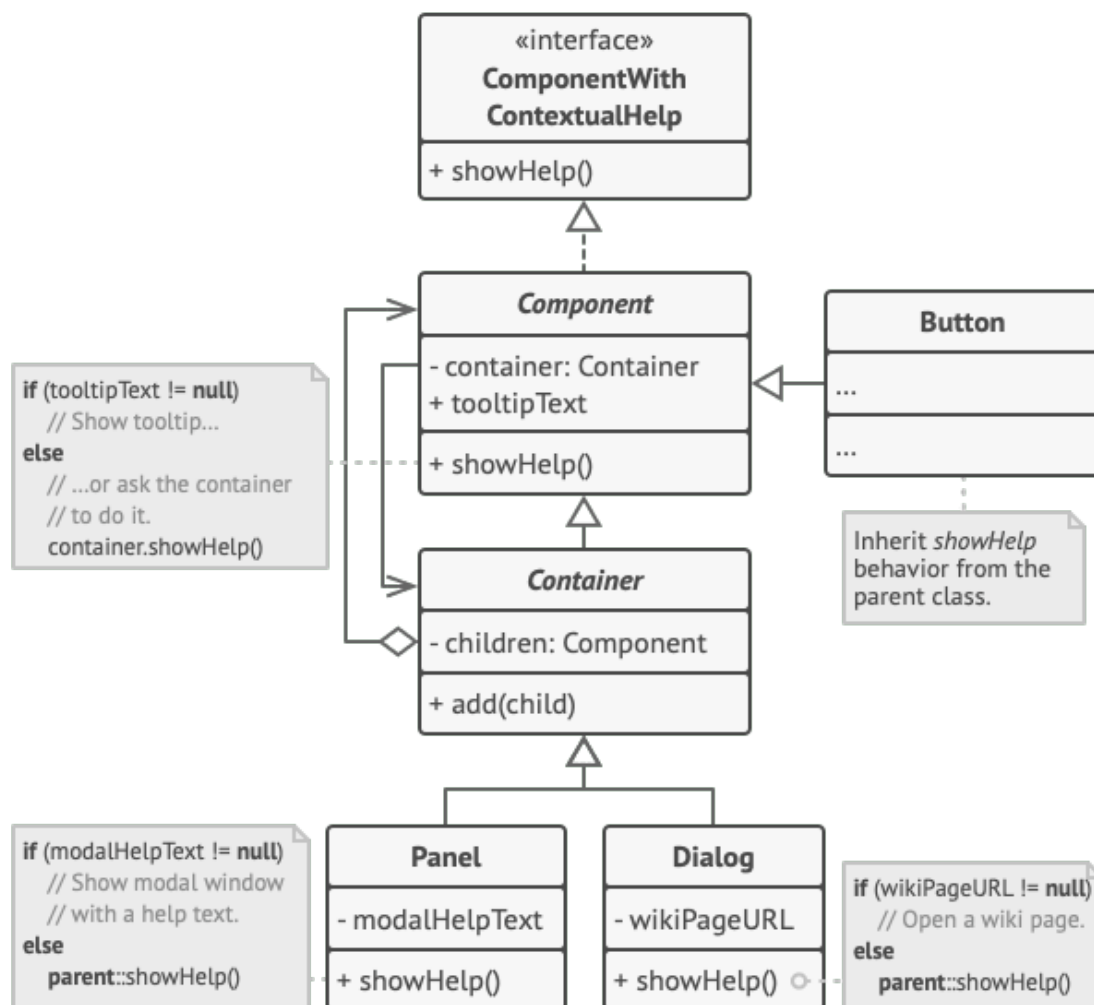 «interface»
ComponentWith
ContextualHelp
+ showHelp()
Component
- container: Container
+ tooltipText
+ showHelp()
Button
...
...
if (tooltipText != null)
// Show tooltip...
else
// ...or ask the container
// to do it.
container.showHelp()
Inherit showHelp
behavior from the
parent class.
Container
- children: Component
+ add(child)
if (modalHelpText != null)
// Show modal window
// with a help text.
else
parent::showHelp()
Panel
- modalHelpText
+ showHelp()
Dialog
- wikiPageURL
+ showHelp()
if (wikiPageURL != null)
// Open a wiki page.
else
parent::showHelp()